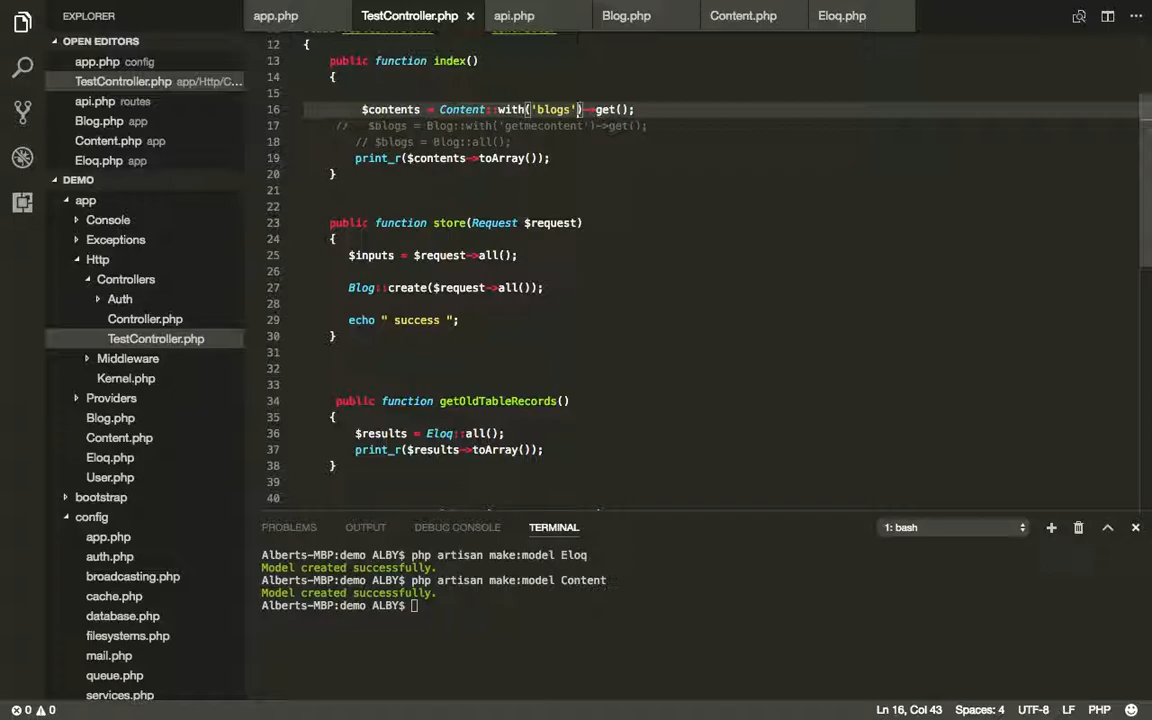 EXPLORER
OPEN EDITORS
app.php config
TestController.php app/Http/C...
api.php routes
Blog.php app
Content.php app
Eloq.php app
DEMO
app
Console
Exceptions
Http
Controllers
Auth
Controller.php
TestController.php
Middleware
Kernel.php
Providers
Blog.php
Content.php
Eloq.php
User.php
bootstrap
config
app.php
auth.php
broadcasting.php
cache.php
database.php
filesystems.php
mail.php
queue.php
services.php
app.php TestController.php × api.php Blog.php Content.php Eloq.php
12 {
13 public function index()
14 {
15
16 $contents = Content::with('blogs')->get();
17 // $blogs = Blog::with('getmecontent')->get();
18 // $blogs = Blog::all();
19 print_r($contents->toArray());
20 }
21
22
23 public function store(Request $request)
24 {
25 $inputs = $request->all();
26
27 Blog::create($request->all());
28
29 echo " success ";
30 }
31
32
33
34 public function getOldTableRecords()
35 {
36 $results = Eloq::all();
37 print_r($results->toArray());
38 }
39
40
PROBLEMS OUTPUT DEBUG CONSOLE TERMINAL 1: bash
Alberts-MBP:demo ALBY$ php artisan make:model Eloq
Model created successfully.
Alberts-MBP:demo ALBY$ php artisan make:model Content
Model created successfully.
Alberts-MBP:demo ALBY$
0 0 Ln 16, Col 43 Spaces: 4 UTF-8 LF PHP